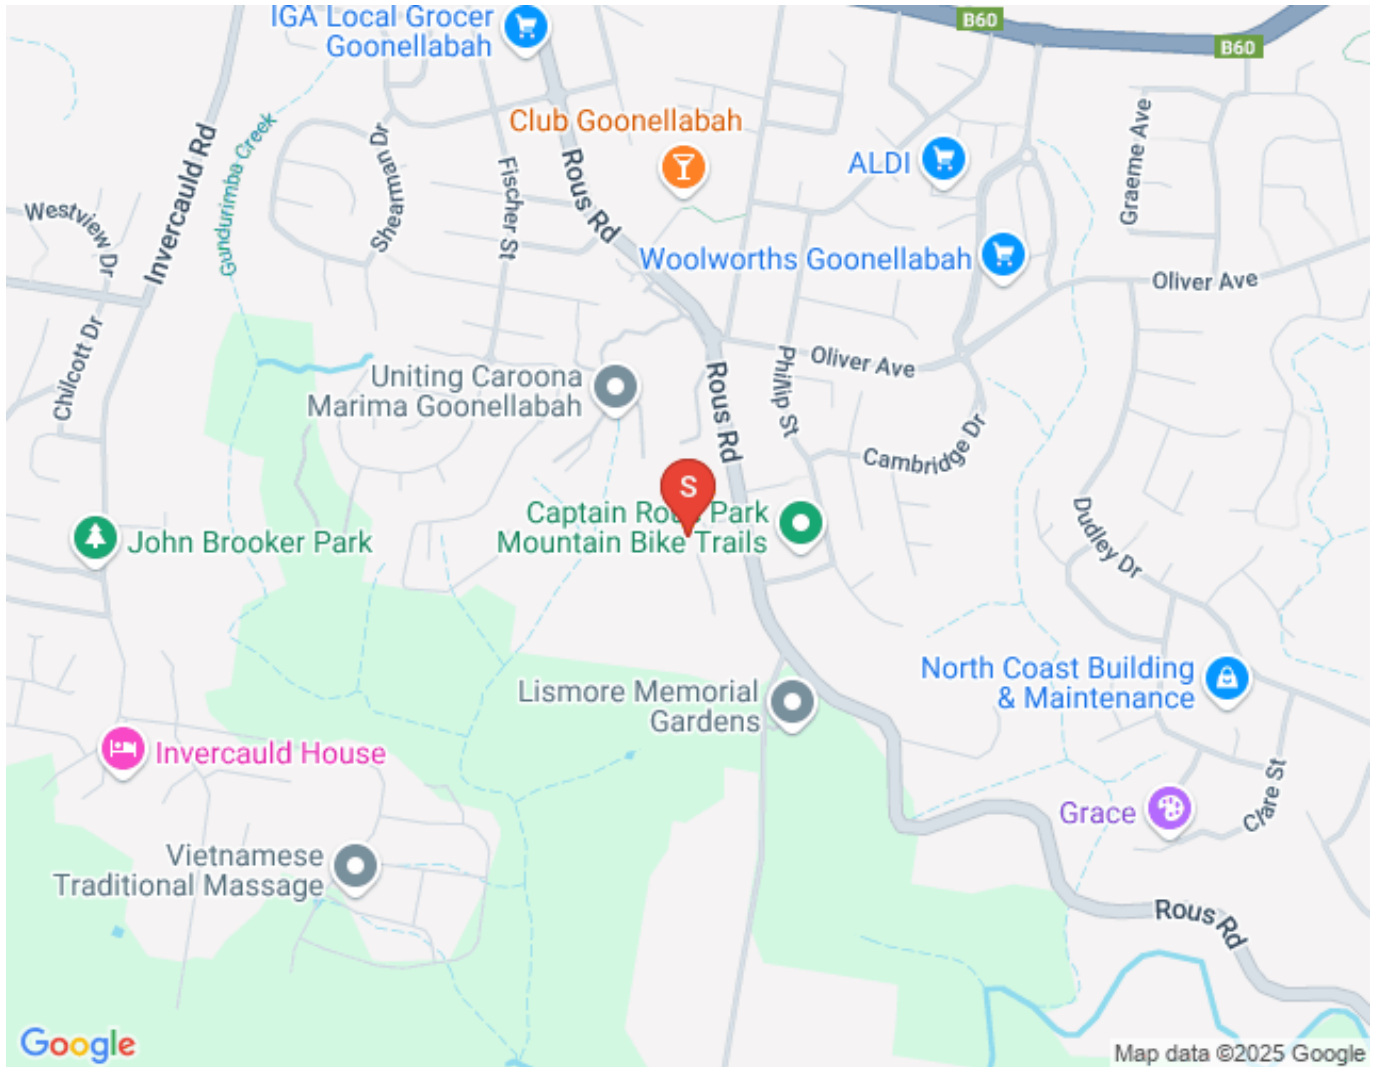 IGA Local Grocer
Goonellabah
B60
B60
Club Goonellabah
ALDI
Woolworths Goonellabah
Graeme Ave
Oliver Ave
Invercauld Rd
Gundurimba Creek
Shearman Dr
Fischer St
Rous Rd
Westview Dr
Chilcott Dr
Uniting Caroona
Marima Goonellabah
Rous Rd
Phillip St
Oliver Ave
Cambridge Dr
S
Captain Rous Park
Mountain Bike Trails
John Brooker Park
Dudley Dr
Lismore Memorial
Gardens
North Coast Building
& Maintenance
Invercauld House
Grace
Clare St
Vietnamese
Traditional Massage
Rous Rd
Google
Map data ©2025 Google